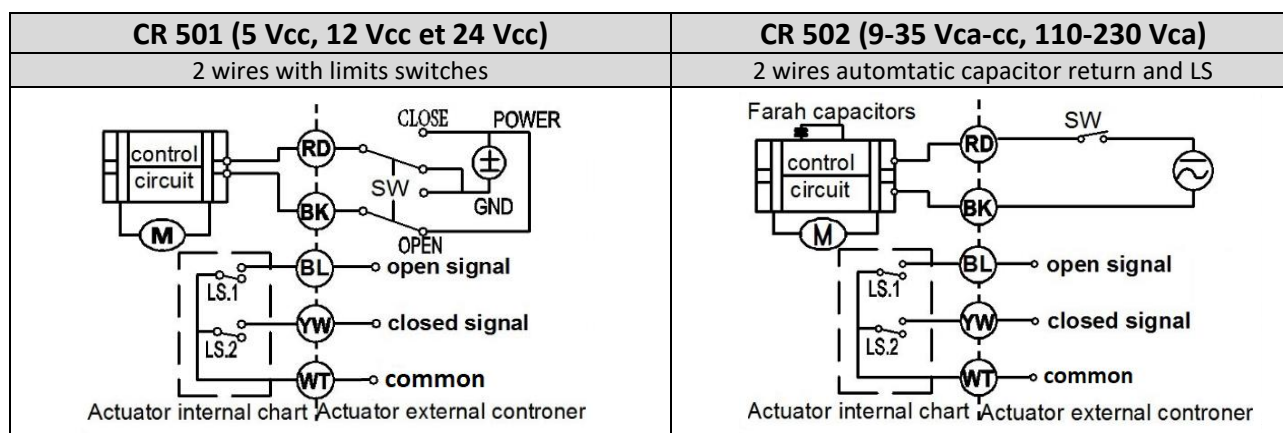 CR 501 (5 Vcc, 12 Vcc et 24 Vcc)
2 wires with limits switches
CLOSE
POWER
control
circuit
RD
SW
±
GND
BK
OPEN
M
BL
open signal
LS.1
YW
closed signal
LS.2
WT
common
Actuator internal chart
Actuator external controner
CR 502 (9-35 Vca-cc, 110-230 Vca)
2 wires automtatic capacitor return and LS
Farah capacitors
SW
RD
control
circuit
BK
M
BL
open signal
LS.1
YW
closed signal
LS.2
WT
common
Actuator internal chart
Actuator external controner